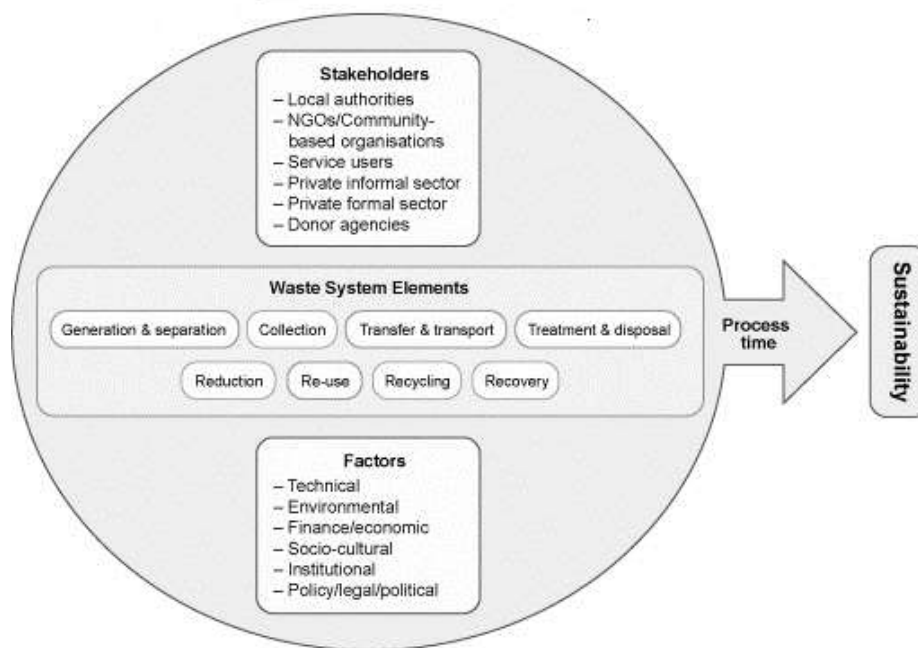 Stakeholders
– Local authorities
– NGOs/Community-
based organisations
– Service users
– Private informal sector
– Private formal sector
– Donor agencies
Waste System Elements
Generation & separation
Collection
Transfer & transport
Treatment & disposal
Reduction
Re-use
Recycling
Recovery
Factors
– Technical
– Environmental
– Finance/economic
– Socio-cultural
– Institutional
– Policy/legal/political
Process
time
Sustainability